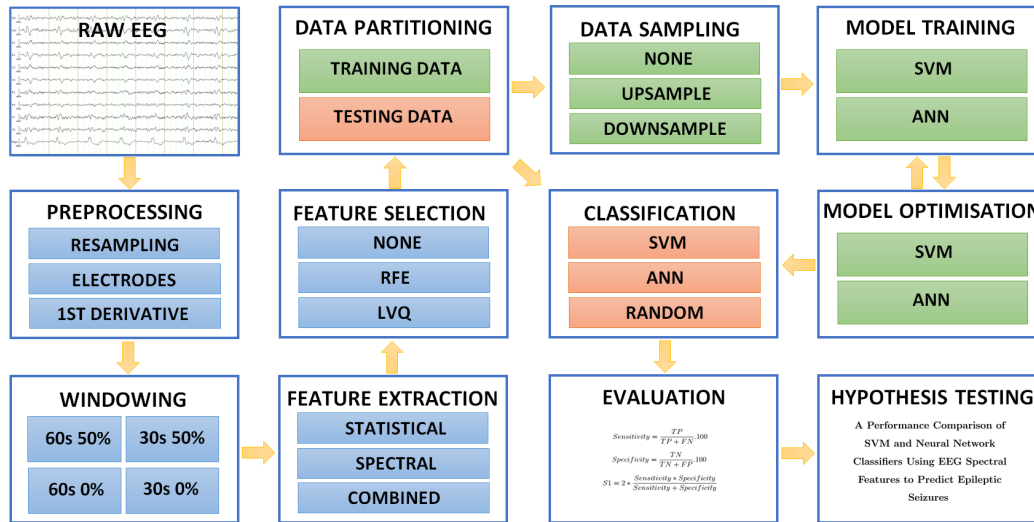 RAW EEG
PREPROCESSING
RESAMPLING
ELECTRODES
1ST DERIVATIVE
WINDOWING
60s 50%
30s 50%
60s 0%
30s 0%
FEATURE EXTRACTION
STATISTICAL
SPECTRAL
COMBINED
FEATURE SELECTION
NONE
RFE
LVQ
DATA PARTITIONING
TRAINING DATA
TESTING DATA
DATA SAMPLING
NONE
UPSAMPLE
DOWNSAMPLE
MODEL TRAINING
SVM
ANN
MODEL OPTIMISATION
SVM
ANN
CLASSIFICATION
SVM
ANN
RANDOM
EVALUATION
Sensitivity = TP / TP + FN .100
Specificity = TN / TN + FP .100
S1 = 2 * Sensitivity * Specificity / Sensitivity + Specificity
HYPOTHESIS TESTING
A Performance Comparison of
SVM and Neural Network
Classifiers Using EEG Spectral
Features to Predict Epileptic
Seizures